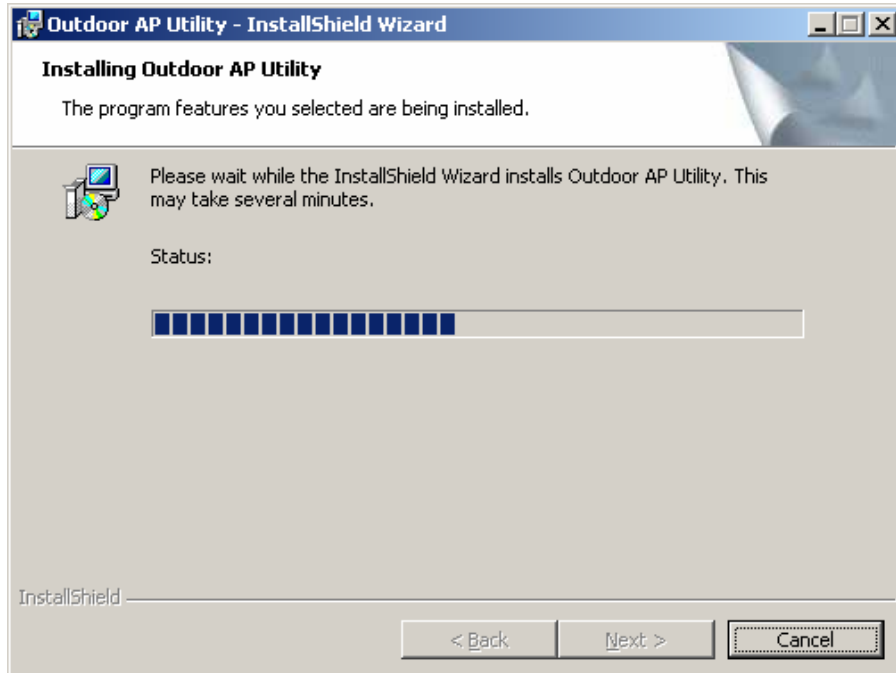 Outdoor AP Utility - InstallShield Wizard
Installing Outdoor AP Utility
The program features you selected are being installed.
Please wait while the InstallShield Wizard installs Outdoor AP Utility. This
may take several minutes.
Status:
InstallShield
< Back
Next >
Cancel